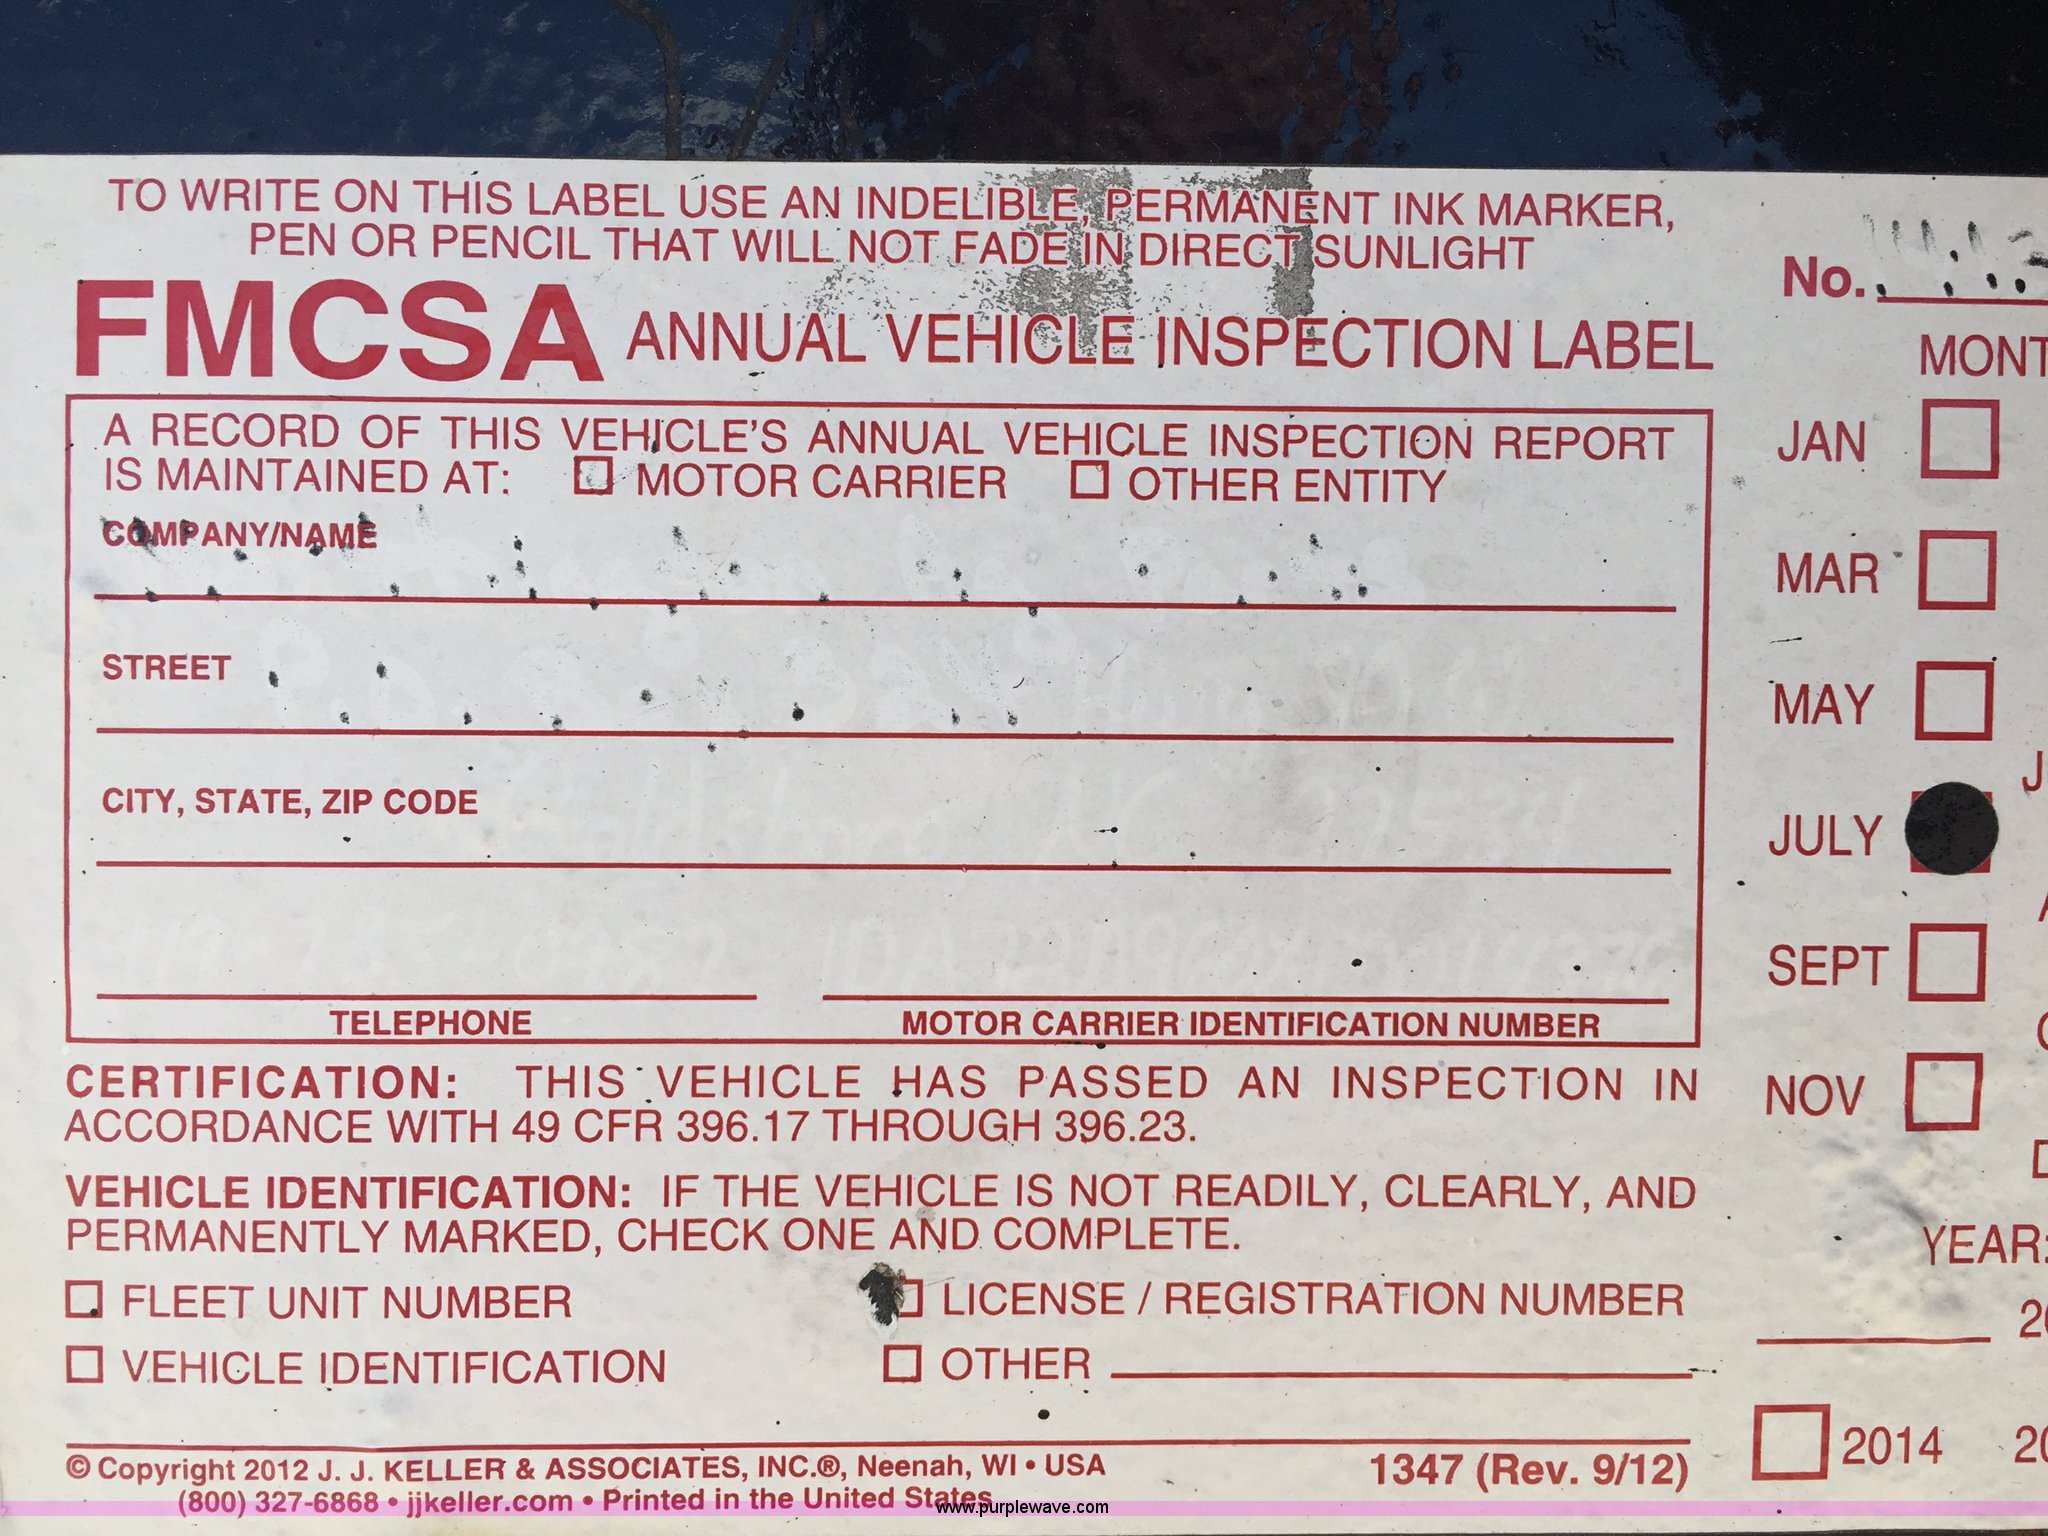 TO WRITE ON THIS LABEL USE AN INDELIBLE, PERMANENT INK MARKER,
PEN OR PENCIL THAT WILL NOT FADE IN DIRECT SUNLIGHT
FMCSA ANNUAL VEHICLE INSPECTION LABEL
A RECORD OF THIS VEHICLE'S ANNUAL VEHICLE INSPECTION REPORT
IS MAINTAINED AT: MOTOR CARRIER OTHER ENTITY
COMPANY/NAME
STREET
CITY, STATE, ZIP CODE
TELEPHONE MOTOR CARRIER IDENTIFICATION NUMBER
CERTIFICATION: THIS VEHICLE HAS PASSED AN INSPECTION IN
ACCORDANCE WITH 49 CFR 396.17 THROUGH 396.23.
VEHICLE IDENTIFICATION: IF THE VEHICLE IS NOT READILY, CLEARLY, AND
PERMANENTLY MARKED, CHECK ONE AND COMPLETE.
FLEET UNIT NUMBER LICENSE / REGISTRATION NUMBER
VEHICLE IDENTIFICATION OTHER
© Copyright 2012 J. J. KELLER & ASSOCIATES, INC.®, Neenah, WI • USA
(800) 327-6868 • jjkeller.com • Printed in the United States
1347 (Rev. 9/12)
No.
MONT
JAN
MAR
MAY
JULY
SEPT
NOV
YEAR:
2014
www.purplewave.com